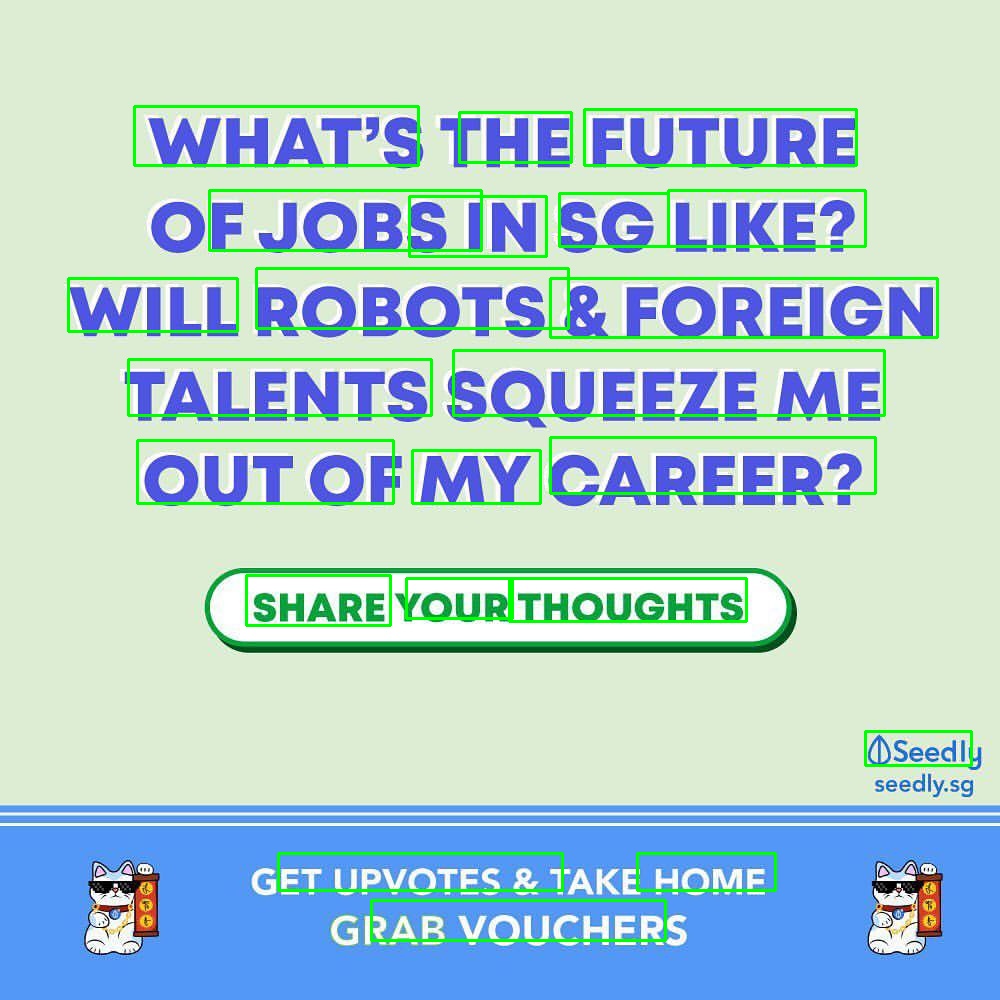 WHAT'S THE FUTURE
OF JOBS IN SG LIKE?
WILL ROBOTS & FOREIGN
TALENTS SQUEEZE ME
OUT OF MY CAREER?
SHARE YOUR THOUGHTS
Seedly
seedly.sg
GET UPVOTES & TAKE HOME
GRAB VOUCHERS